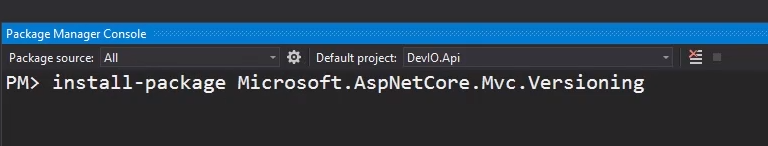 Package Manager Console
Package source: All Default project: DevIO.Api
PM> install-package Microsoft.AspNetCore.Mvc.Versioning